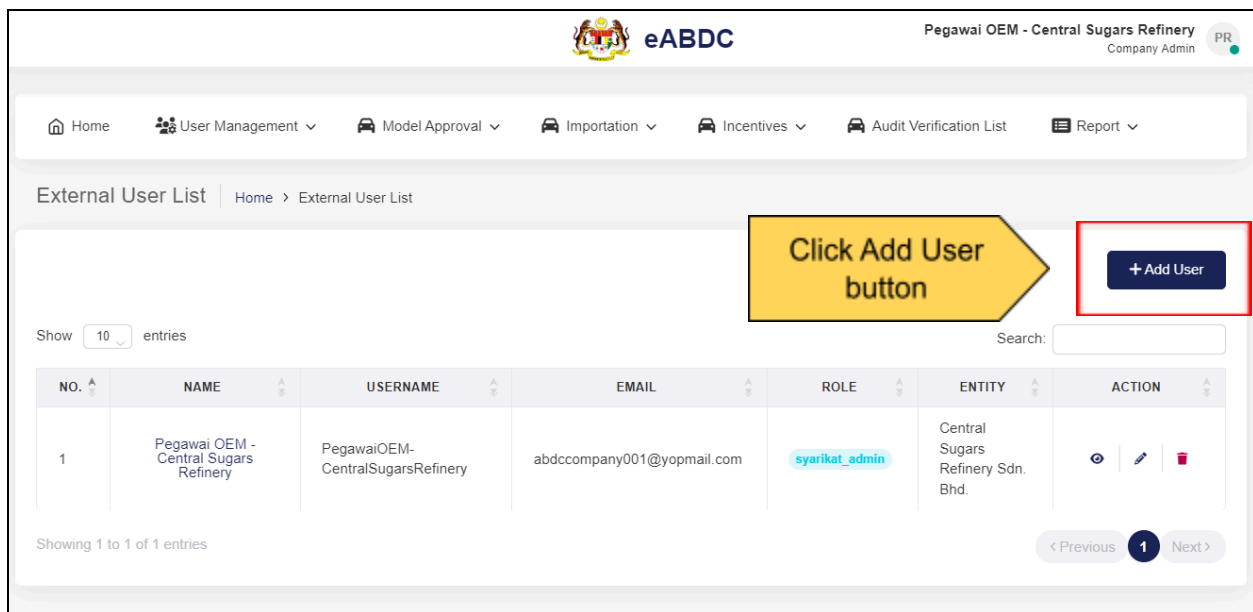 eABDC
Pegawai OEM - Central Sugars Refinery
Company Admin
PR
Home
User Management
Model Approval
Importation
Incentives
Audit Verification List
Report
External User List
Home > External User List
Click Add User
button
+ Add User
Show 10 entries
Search:
NO. NAME USERNAME EMAIL ROLE ENTITY ACTION
1
Pegawai OEM -
Central Sugars
Refinery
PegawaiOEM-
CentralSugarsRefinery
abdccompany001@yopmail.com
syarikat_admin
Central
Sugars
Refinery Sdn.
Bhd.
Showing 1 to 1 of 1 entries
< Previous 1 Next >